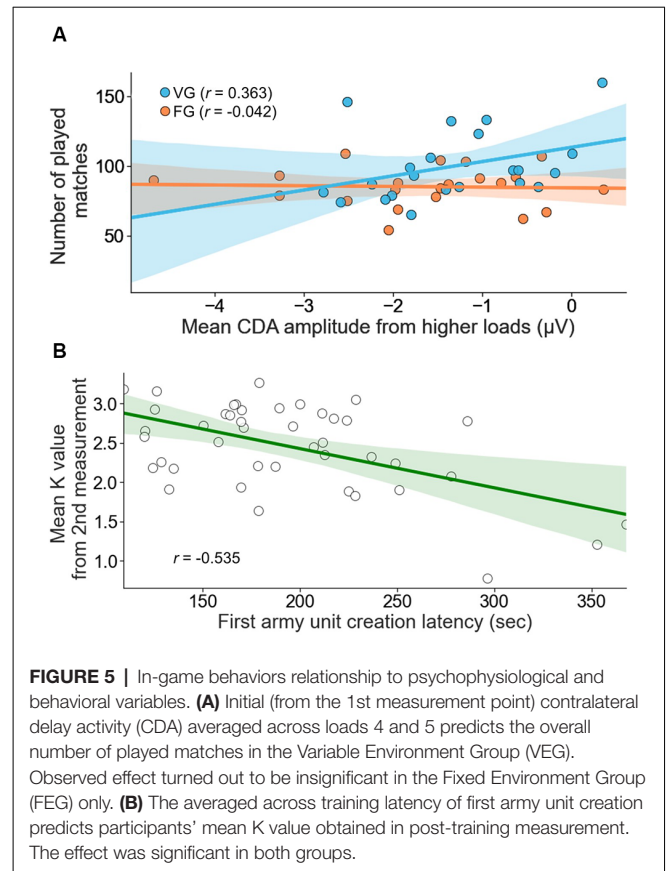 A
Number of played
matches
150
100
50
VG (r = 0.363)
FG (r = -0.042)
−4 −3 −2 −1 0
Mean CDA amplitude from higher loads (μV)
B
Mean K value
from 2nd measurement
3.0
2.5
2.0
1.5
1.0
r = -0.535
150 200 250 300 350
First army unit creation latency (sec)
FIGURE 5 | In-game behaviors relationship to psychophysiological and
behavioral variables. (A) Initial (from the 1st measurement point) contralateral
delay activity (CDA) averaged across loads 4 and 5 predicts the overall
number of played matches in the Variable Environment Group (VEG).
Observed effect turned out to be insignificant in the Fixed Environment Group
(FEG) only. (B) The averaged across training latency of first army unit creation
predicts participants’ mean K value obtained in post-training measurement.
The effect was significant in both groups.